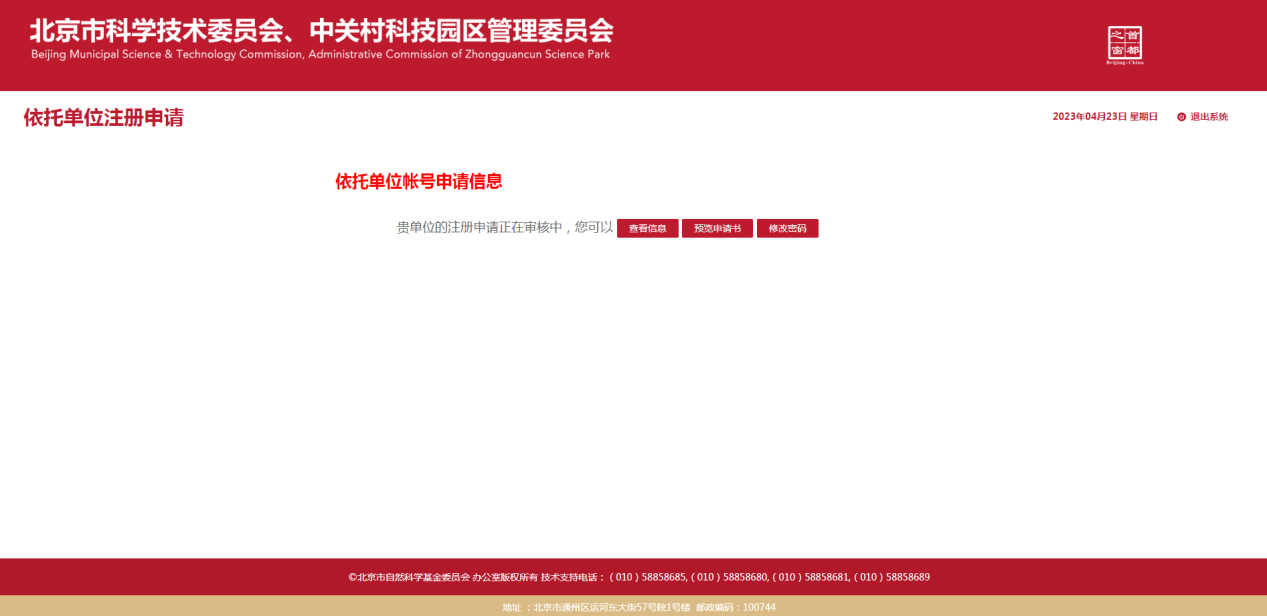 北京市科学技术委员会、中关村科技园区管理委员会
Beijing Municipal Science & Technology Commission, Administrative Commission of Zhongguancun Science Park
首都之窗
Beijing-China
依托单位注册申请
2023年04月23日 星期日 退出系统
依托单位帐号申请信息
贵单位的注册申请正在审核中，您可以 查看信息 预览申请书 修改密码
©北京市自然科学基金委员会 办公室版权所有 技术支持电话：(010)58858685, (010)58858680, (010)58858681, (010)58858689
地址 ：北京市通州区运河东大街57号院1号楼 邮政编码：100744